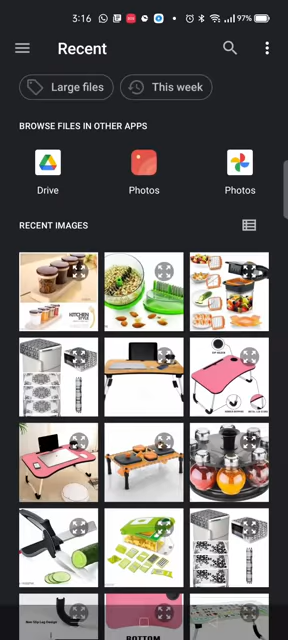 3:16
97%
Recent
Large files
This week
BROWSE FILES IN OTHER APPS
Drive
Photos
Photos
RECENT IMAGES
KITCHEN
BOTTOM